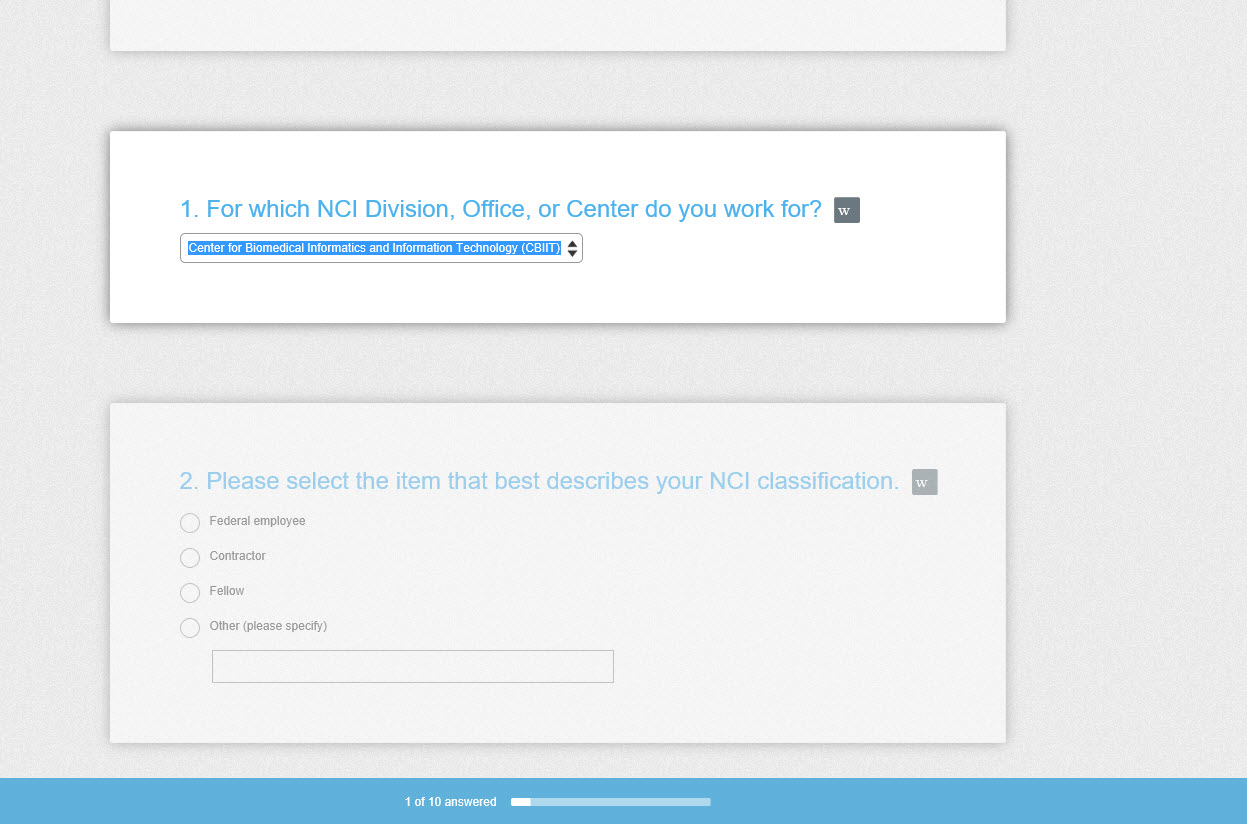 1. For which NCI Division, Office, or Center do you work for? w
Center for Biomedical Informatics and Information Technology (CBIIT)
2. Please select the item that best describes your NCI classification. w
Federal employee
Contractor
Fellow
Other (please specify)
1 of 10 answered